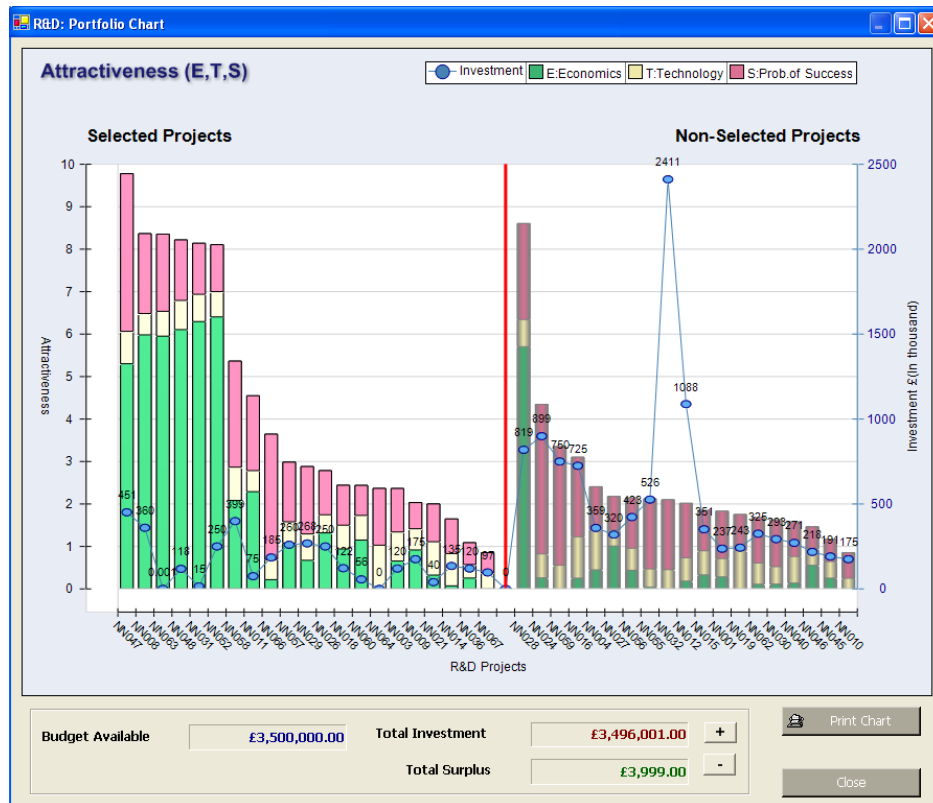 R&D: Portfolio Chart
Attractiveness (E,T,S)
Investment E:Economics T:Technology S:Prob.of Success
Selected Projects
Non-Selected Projects
10
9
8
7
6
5
4
3
2
1
0
Attractiveness
2500
2000
1500
1000
500
0
Investment £(In thousand)
451
360
0.001
118
15
250
399
75
185
260
268
250
122
56
0
120
175
40
135
120
97
0
819
899
750
725
359
320
423
526
2411
1088
351
237
243
325
293
271
218
191
175
NN047
NN008
NN063
NN048
NN031
NN052
NN058
NN011
NN066
NN057
NN029
NN026
NN018
NN060
NN064
NN003
NN009
NN021
NN014
NN036
NN067
NN028
NN024
NN059
NN016
NN004
NN027
NN006
NN055
NN032
NN012
NN015
NN001
NN019
NN062
NN030
NN040
NN046
NN045
NN010
R&D Projects
Budget Available £3,500,000.00
Total Investment £3,496,001.00 +
Total Surplus £3,999.00 -
Print Chart
Close